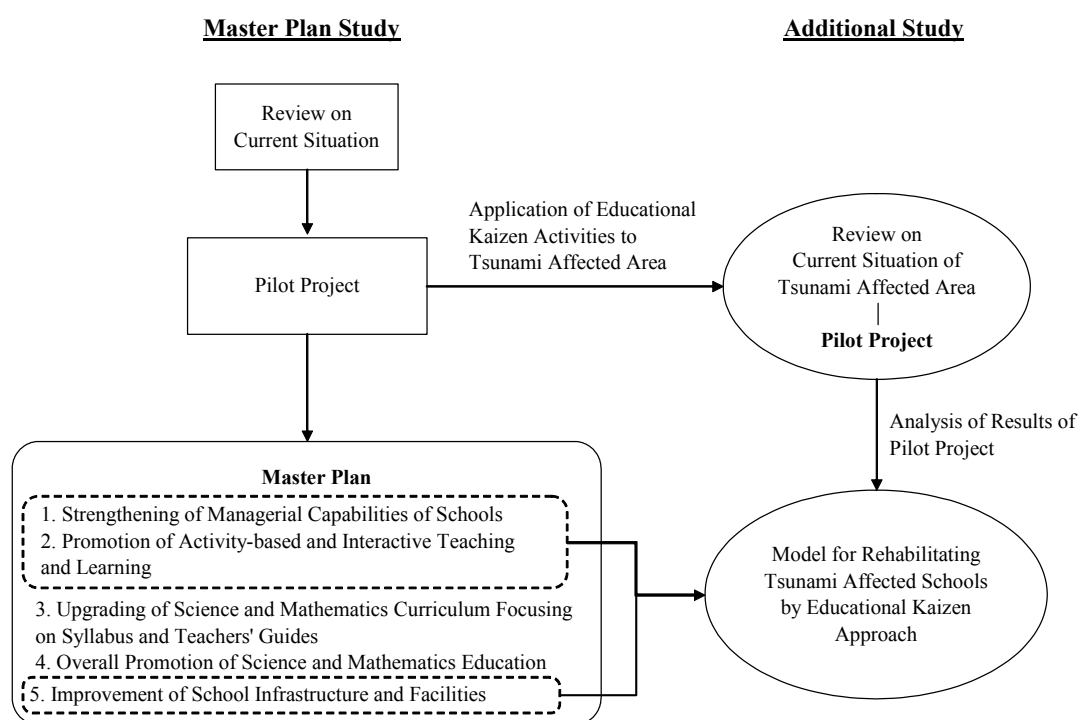 Master Plan Study
Additional Study
Review on
Current Situation
Application of Educational
Kaizen Activities to
Tsunami Affected Area
Pilot Project
Review on
Current Situation of
Tsunami Affected Area
Pilot Project
Analysis of Results of
Pilot Project
Master Plan
1. Strengthening of Managerial Capabilities of Schools
2. Promotion of Activity-based and Interactive Teaching
and Learning
3. Upgrading of Science and Mathematics Curriculum Focusing
on Syllabus and Teachers' Guides
4. Overall Promotion of Science and Mathematics Education
5. Improvement of School Infrastructure and Facilities
Model for Rehabilitating
Tsunami Affected Schools
by Educational Kaizen
Approach